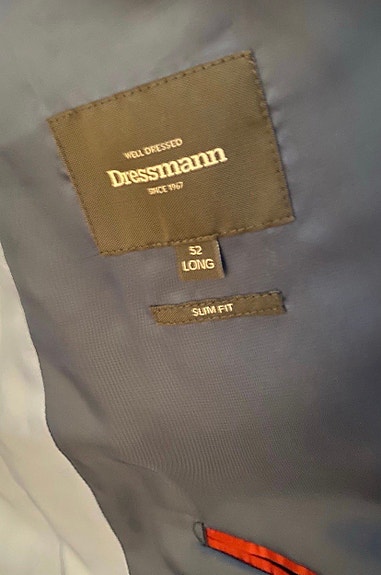 WELL DRESSED
Dressmann
SINCE 1967
52
LONG
SLIM FIT